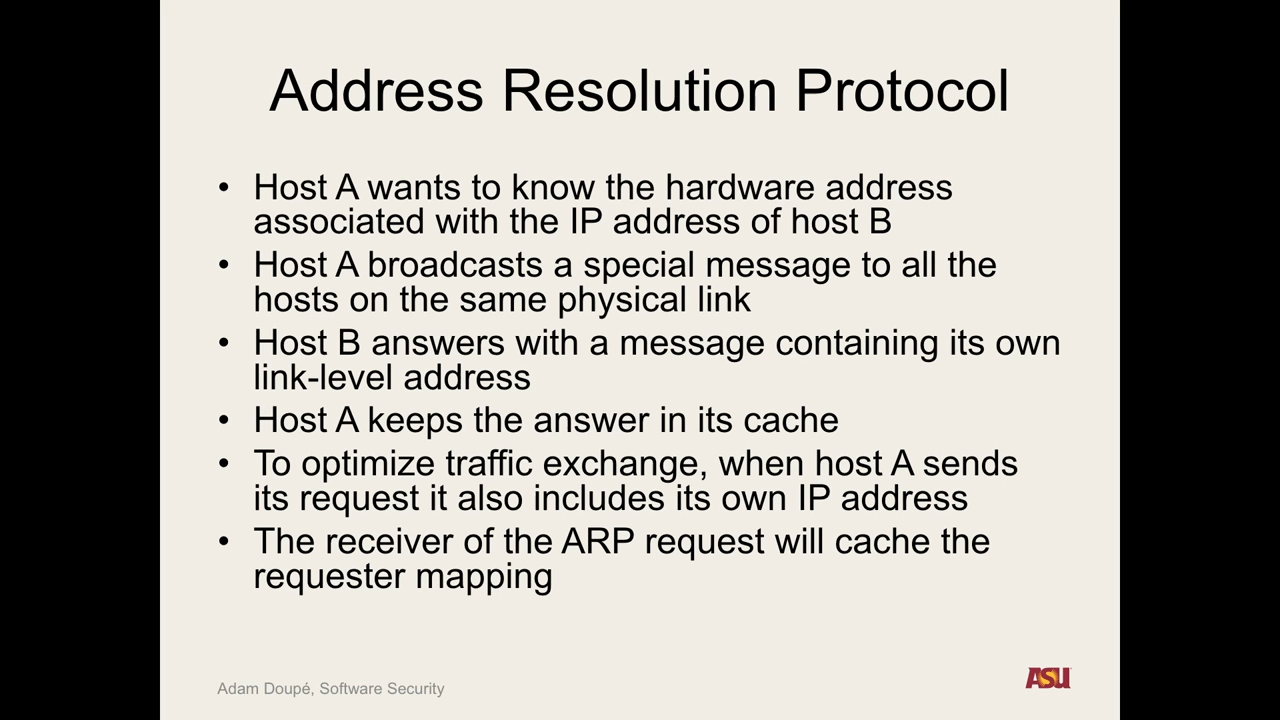 Address Resolution Protocol
• Host A wants to know the hardware address
associated with the IP address of host B
• Host A broadcasts a special message to all the
hosts on the same physical link
• Host B answers with a message containing its own
link-level address
• Host A keeps the answer in its cache
• To optimize traffic exchange, when host A sends
its request it also includes its own IP address
• The receiver of the ARP request will cache the
requester mapping
Adam Doupé, Software Security
ASU